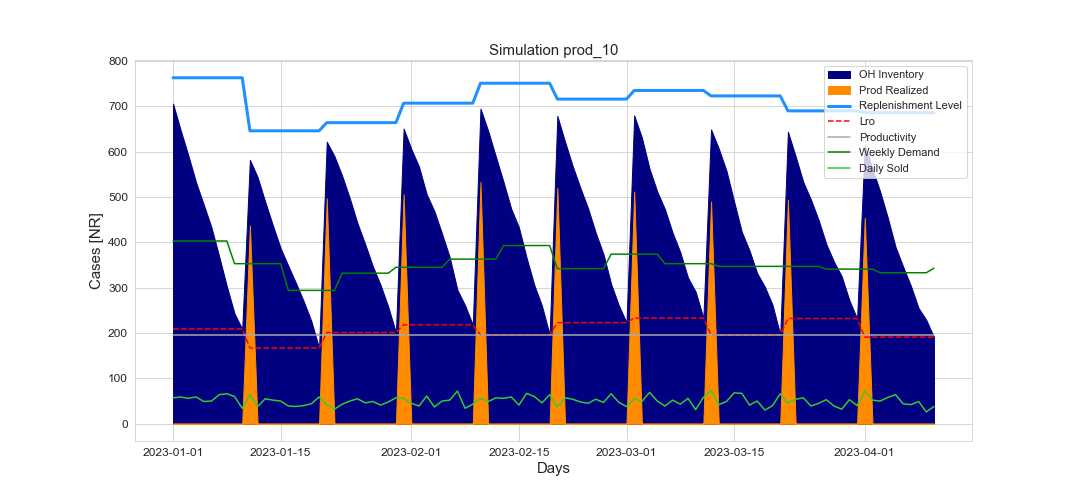 Simulation prod_10
800
700
600
500
400
300
200
100
0
Cases [NR]
OH Inventory
Prod Realized
Replenishment Level
Lro
Productivity
Weekly Demand
Daily Sold
2023-01-01 2023-01-15 2023-02-01 2023-02-15 2023-03-01 2023-03-15 2023-04-01
Days